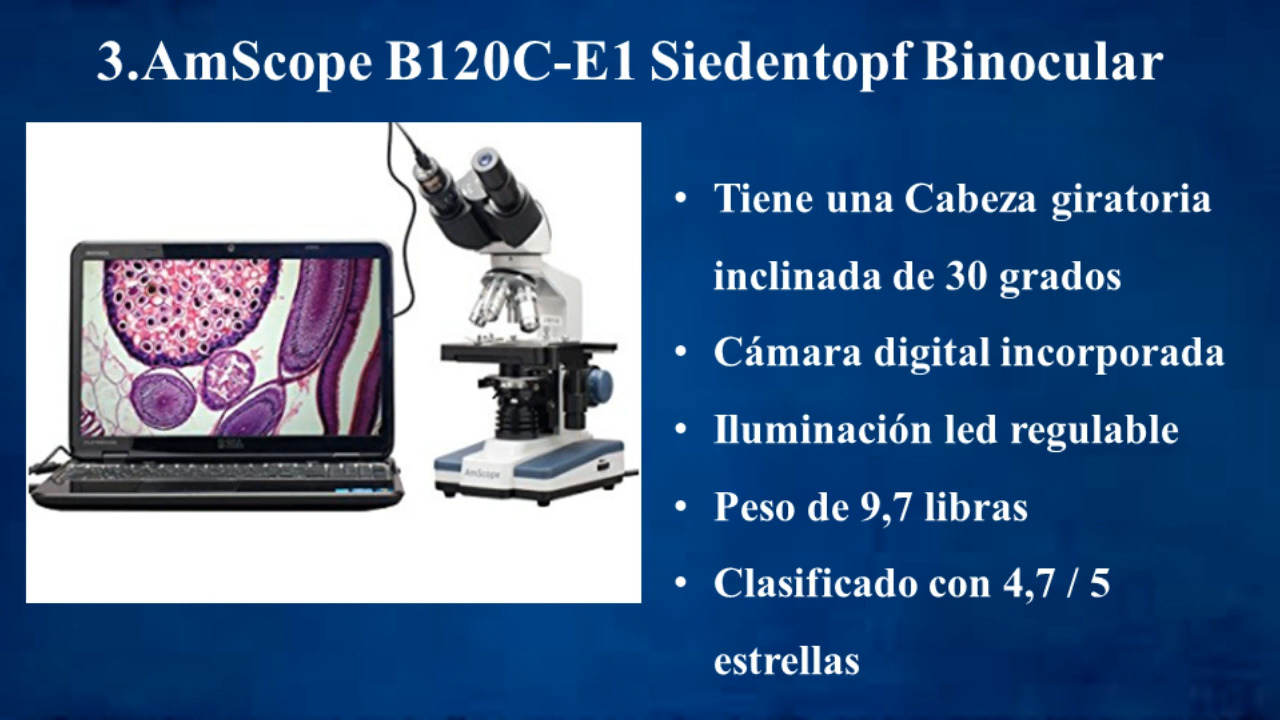 3.AmScope B120C-E1 Siedentopf Binocular
• Tiene una Cabeza giratoria
inclinada de 30 grados
• Cámara digital incorporada
• Iluminación led regulable
• Peso de 9,7 libras
• Clasificado con 4,7 / 5
estrellas
AmScope